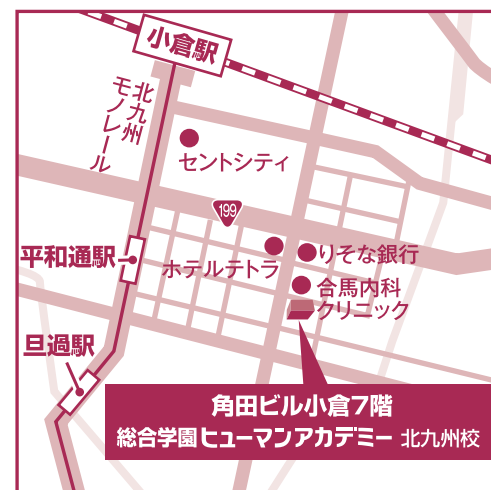 小倉駅
北九州
モノレール
セントシティ
199
平和通駅
ホテルテトラ
りそな銀行
合馬内科
クリニック
旦過駅
角田ビル小倉7階
総合学園ヒューマンアカデミー 北九州校